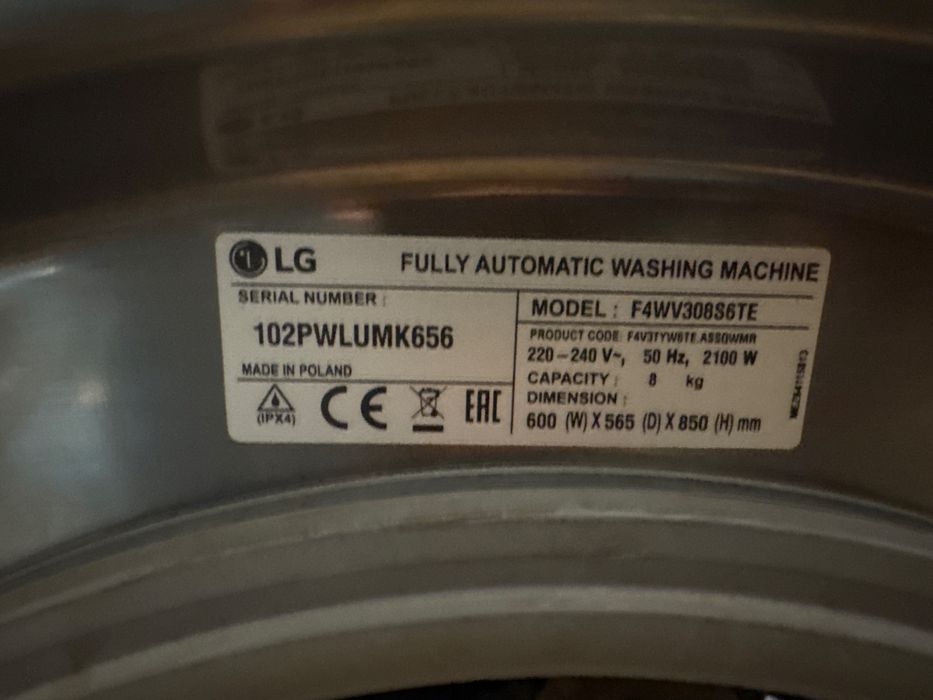 LG FULLY AUTOMATIC WASHING MACHINE
SERIAL NUMBER :
102PWLUMK656
MADE IN POLAND
(IPX4) CE EAC
MODEL : F4WV308S6TE
PRODUCT CODE: F4V3TYW6TE.ASSQWMR
220–240 V~, 50 Hz, 2100 W
CAPACITY : 8 kg
DIMENSION :
600 (W) X 565 (D) X 850 (H) mm